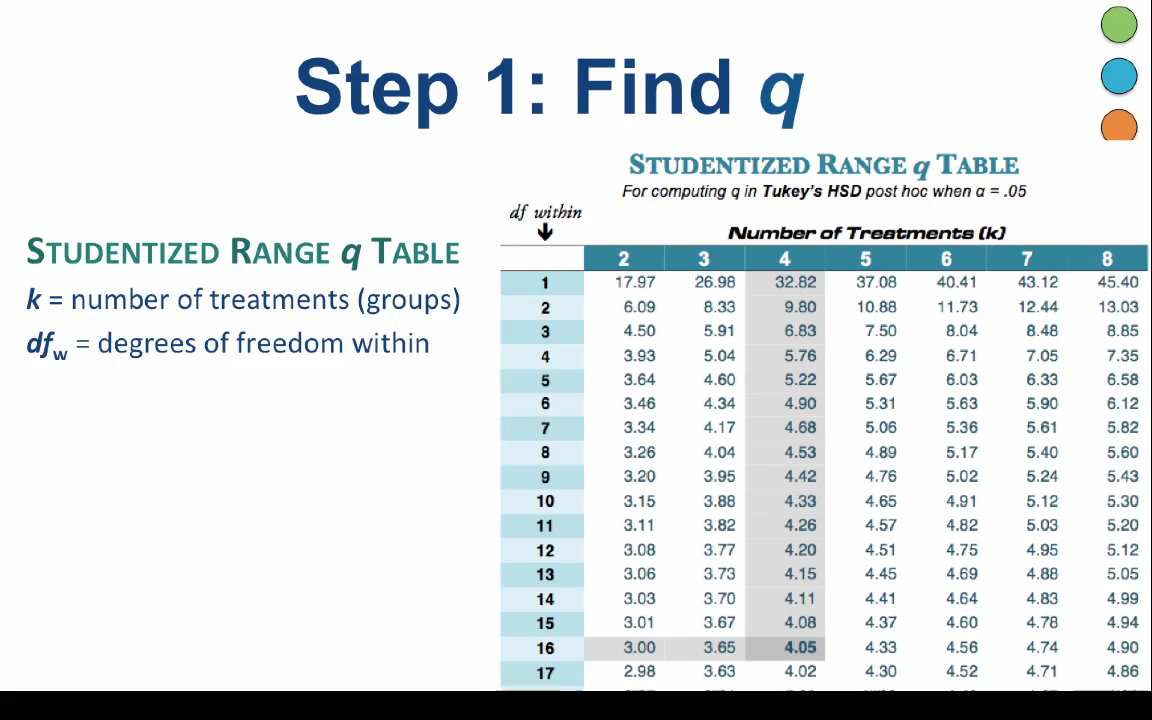 Step 1: Find q
STUDENTIZED RANGE q TABLE
k = number of treatments (groups)
dfw = degrees of freedom within
STUDENTIZED RANGE q TABLE
For computing q in Tukey's HSD post hoc when α = .05
df within
Number of Treatments (k)
2 3 4 5 6 7 8
1 17.97 26.98 32.82 37.08 40.41 43.12 45.40
2 6.09 8.33 9.80 10.88 11.73 12.44 13.03
3 4.50 5.91 6.83 7.50 8.04 8.48 8.85
4 3.93 5.04 5.76 6.29 6.71 7.05 7.35
5 3.64 4.60 5.22 5.67 6.03 6.33 6.58
6 3.46 4.34 4.90 5.31 5.63 5.90 6.12
7 3.34 4.17 4.68 5.06 5.36 5.61 5.82
8 3.26 4.04 4.53 4.89 5.17 5.40 5.60
9 3.20 3.95 4.42 4.76 5.02 5.24 5.43
10 3.15 3.88 4.33 4.65 4.91 5.12 5.30
11 3.11 3.82 4.26 4.57 4.82 5.03 5.20
12 3.08 3.77 4.20 4.51 4.75 4.95 5.12
13 3.06 3.73 4.15 4.45 4.69 4.88 5.05
14 3.03 3.70 4.11 4.41 4.64 4.83 4.99
15 3.01 3.67 4.08 4.37 4.60 4.78 4.94
16 3.00 3.65 4.05 4.33 4.56 4.74 4.90
17 2.98 3.63 4.02 4.30 4.52 4.71 4.86